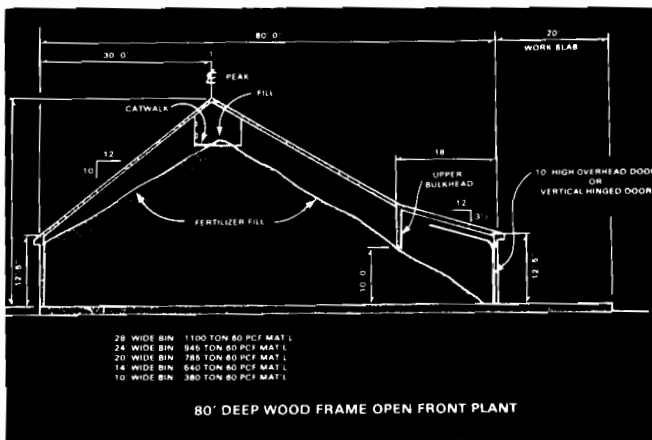 80' 0"
20'
WORK SLAB
30' 0"
PEAK
FILL
CATWALK
12
10
18
UPPER
BULKHEAD
10' HIGH OVERHEAD DOOR
OR
VERTICAL HINGED DOOR
12
3½
FERTILIZER FILL
12' 5"
10' 0"
12' 5"
28' WIDE BIN 1100 TON 60 PCF MAT'L
24' WIDE BIN 945 TON 60 PCF MAT'L
20' WIDE BIN 785 TON 60 PCF MAT'L
14' WIDE BIN 540 TON 60 PCF MAT'L
10' WIDE BIN 380 TON 60 PCF MAT'L
80' DEEP WOOD FRAME OPEN FRONT PLANT